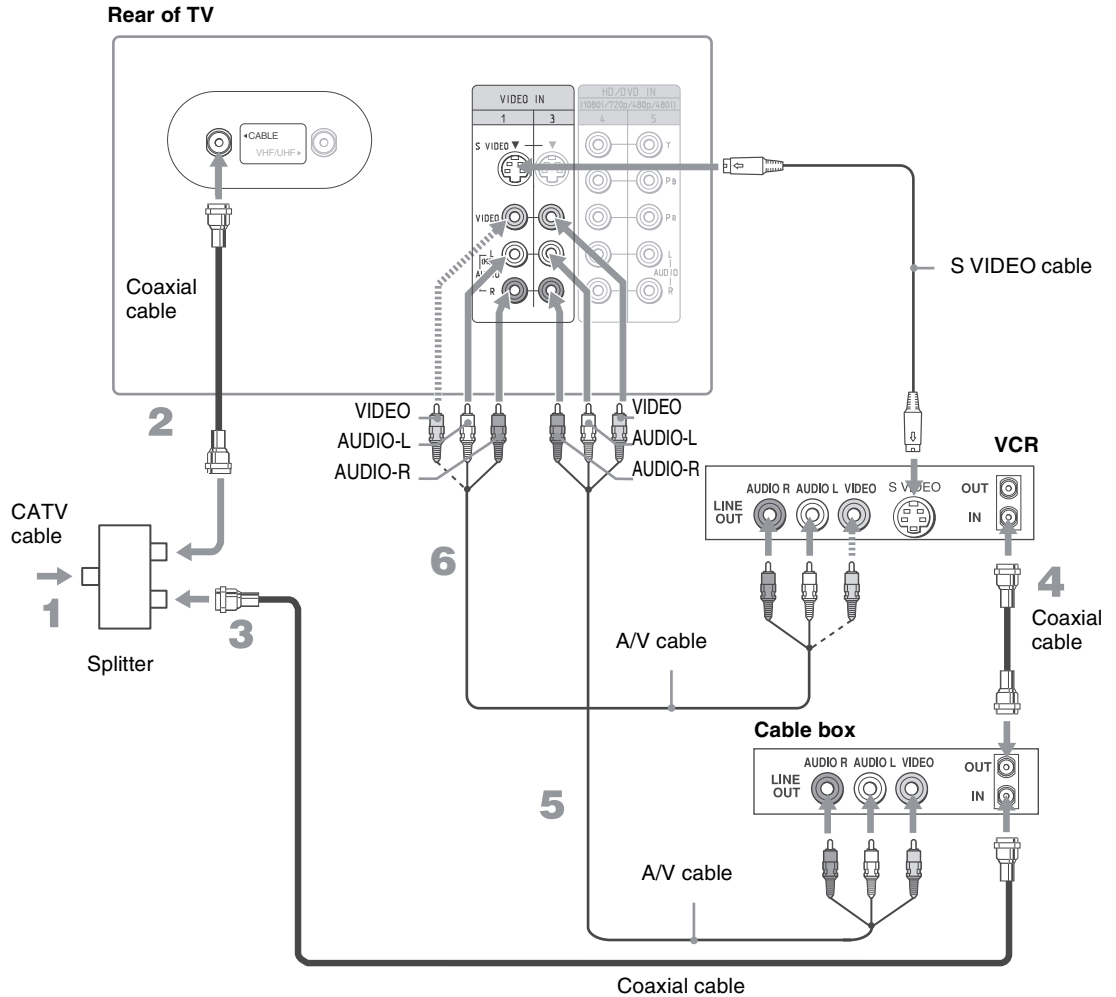 Rear of TV
◂CABLE
VHF/UHF▸
VIDEO IN
1 3
HD/DVD IN
(1080i/720p/480p/480i)
4 5
S VIDEO
Y
PB
VIDEO
PR
L
AUDIO
R
L
AUDIO
R
Coaxial
cable
S VIDEO cable
2
VIDEO
AUDIO-L
AUDIO-R
VIDEO
AUDIO-L
AUDIO-R
VCR
AUDIO R AUDIO L VIDEO S VIDEO
LINE
OUT
OUT
IN
CATV
cable
1
3
Splitter
6
4
Coaxial
cable
A/V cable
Cable box
AUDIO R AUDIO L VIDEO
LINE
OUT
OUT
IN
5
A/V cable
Coaxial cable